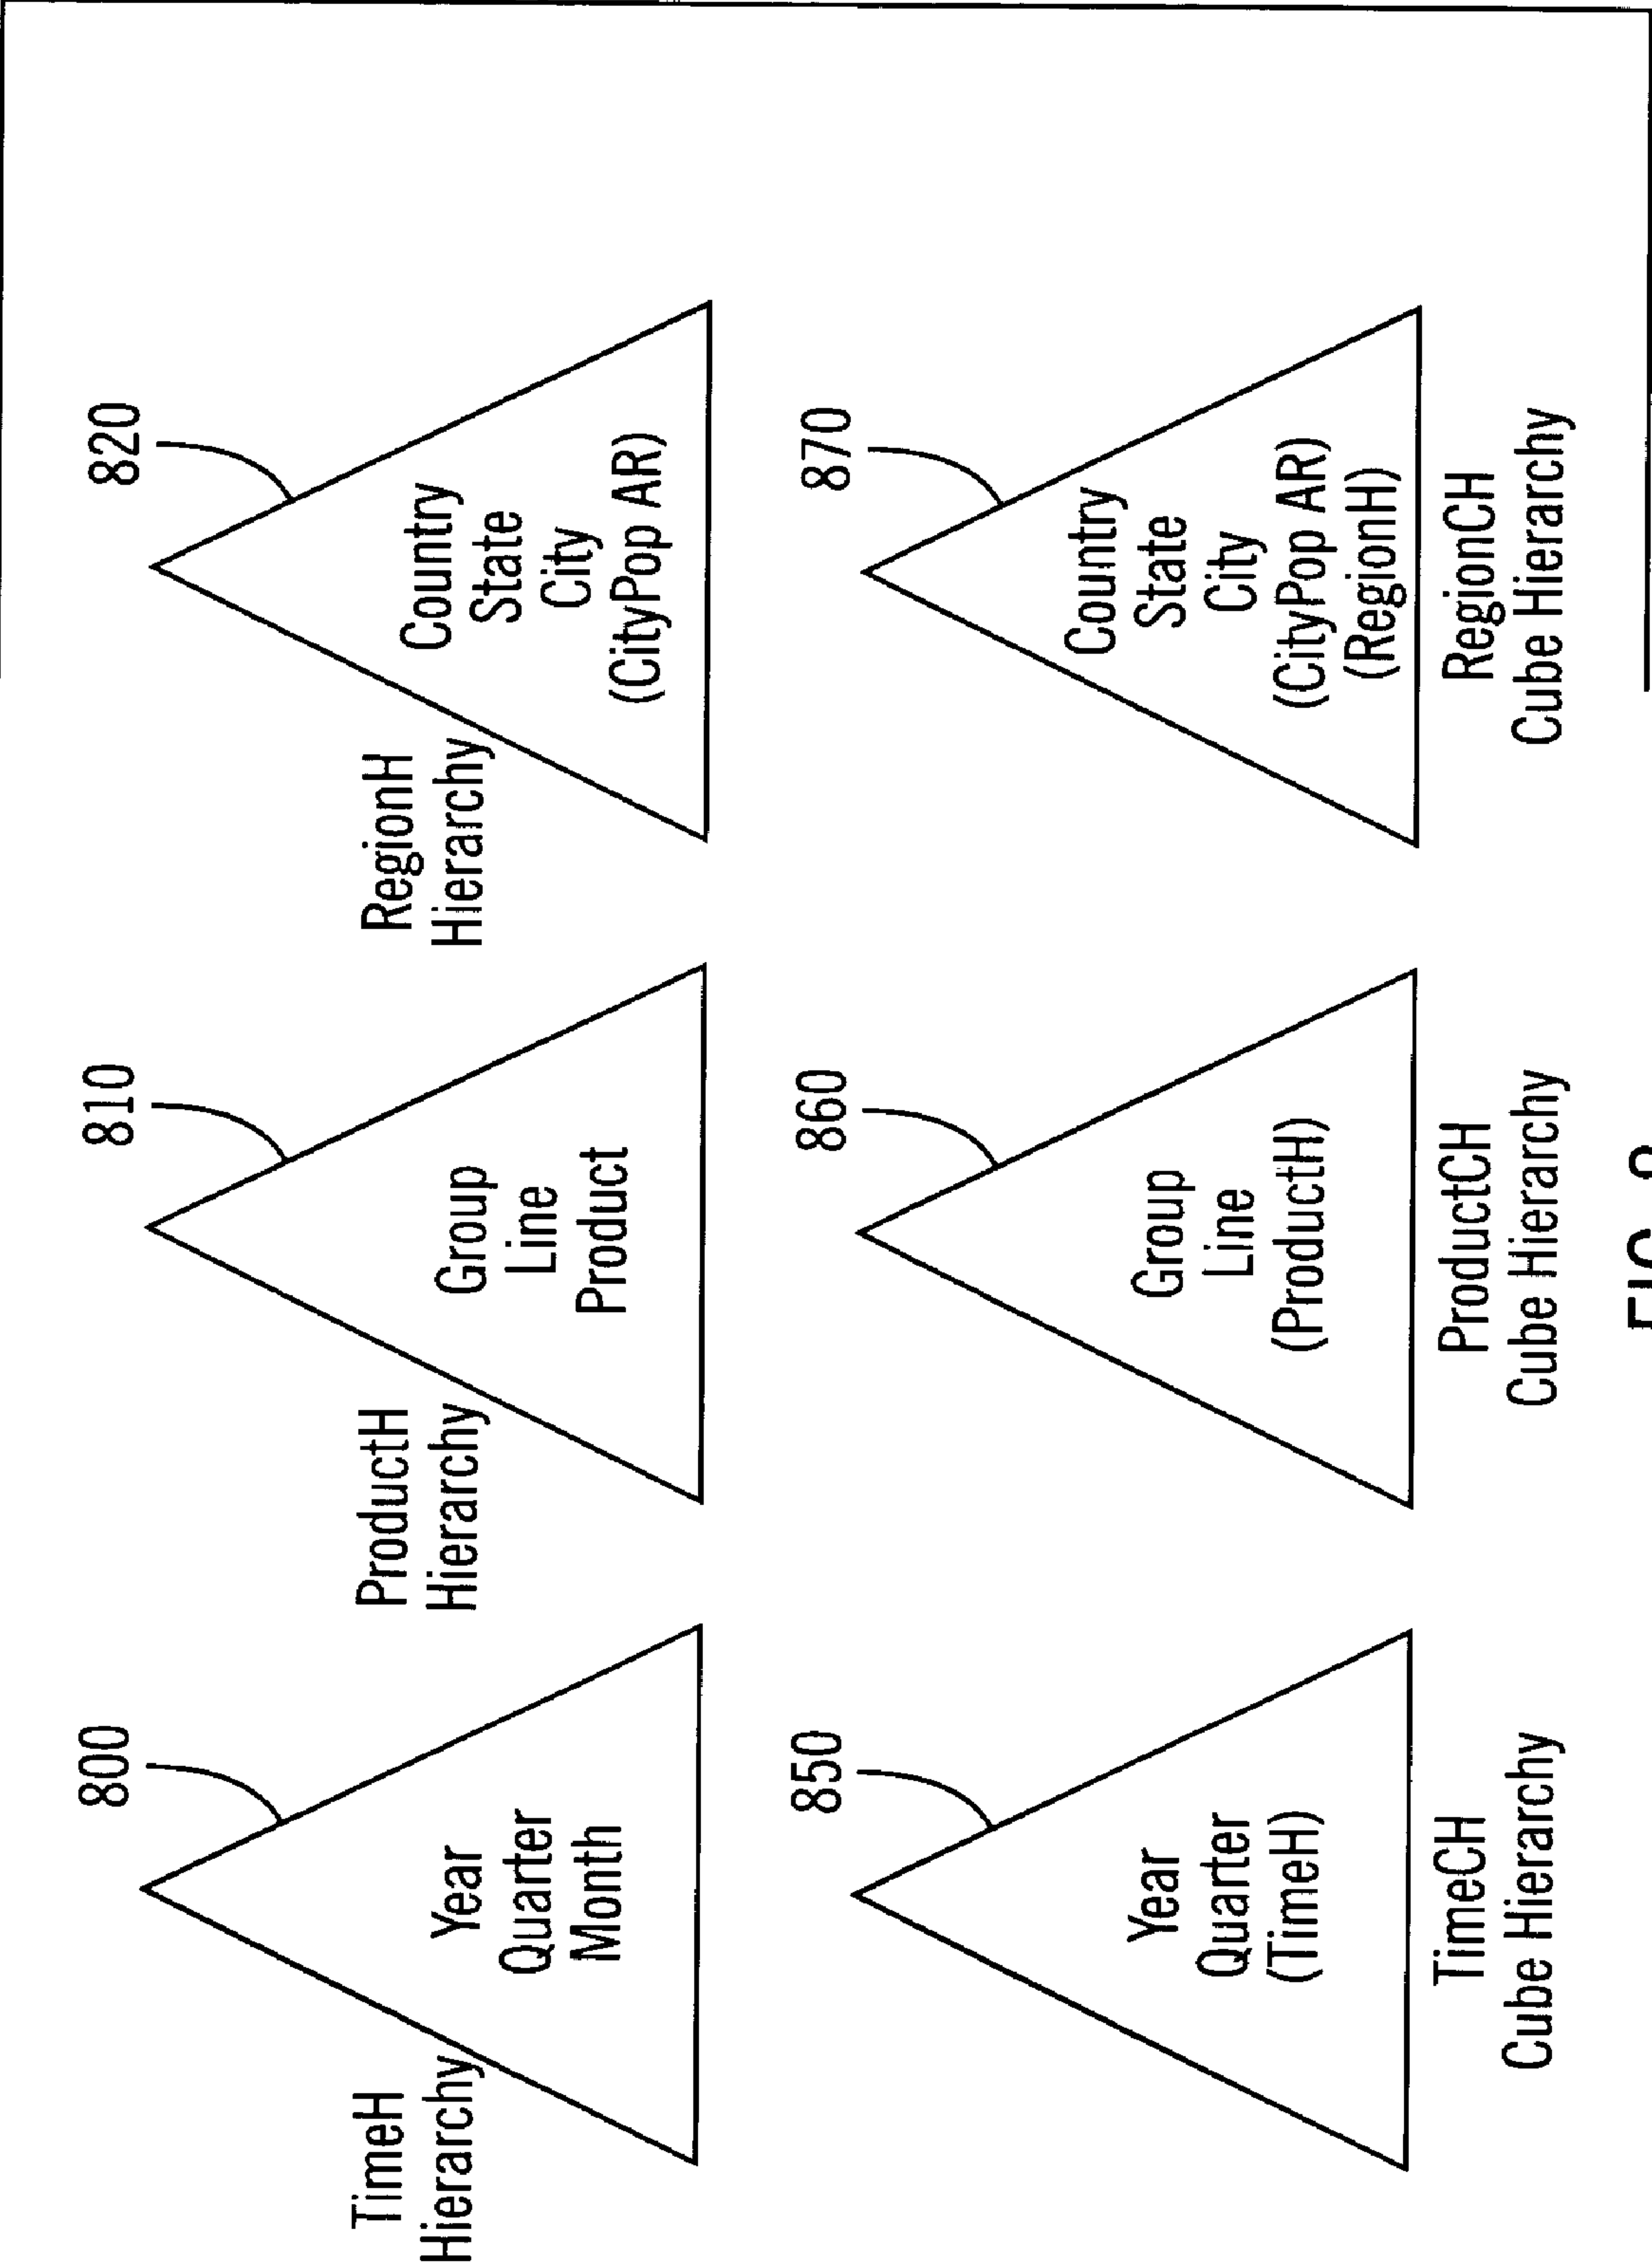 800
TimeH
Hierarchy
Year
Quarter
Month
810
ProductH
Hierarchy
Group
Line
Product
820
RegionH
Hierarchy
Country
State
City
(CityPop AR)
850
Year
Quarter
(TimeH)
TimeCH
Cube Hierarchy
860
Group
Line
(ProductH)
ProductCH
Cube Hierarchy
870
Country
State
City
(CityPop AR)
(RegionH)
RegionCH
Cube Hierarchy
FIG.